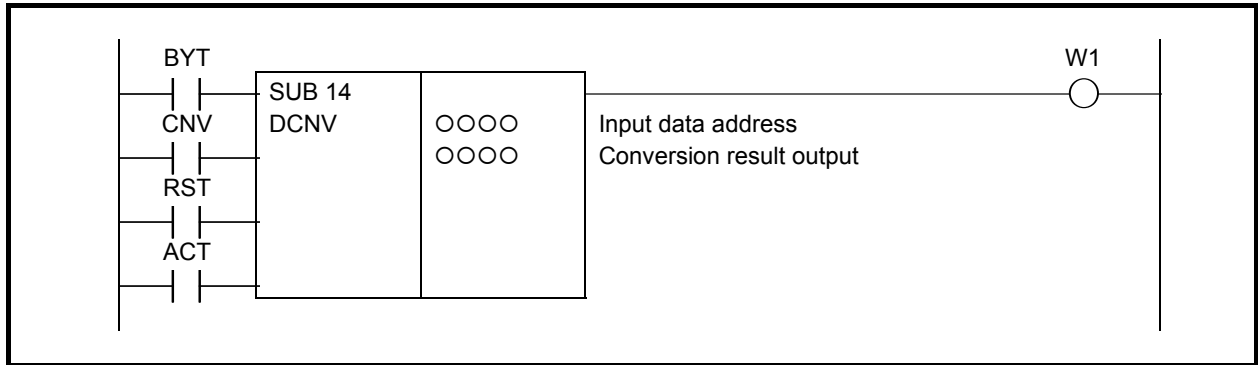 BYT
W1
SUB 14
CNV
DCNV
○○○○
Input data address
○○○○
Conversion result output
RST
ACT